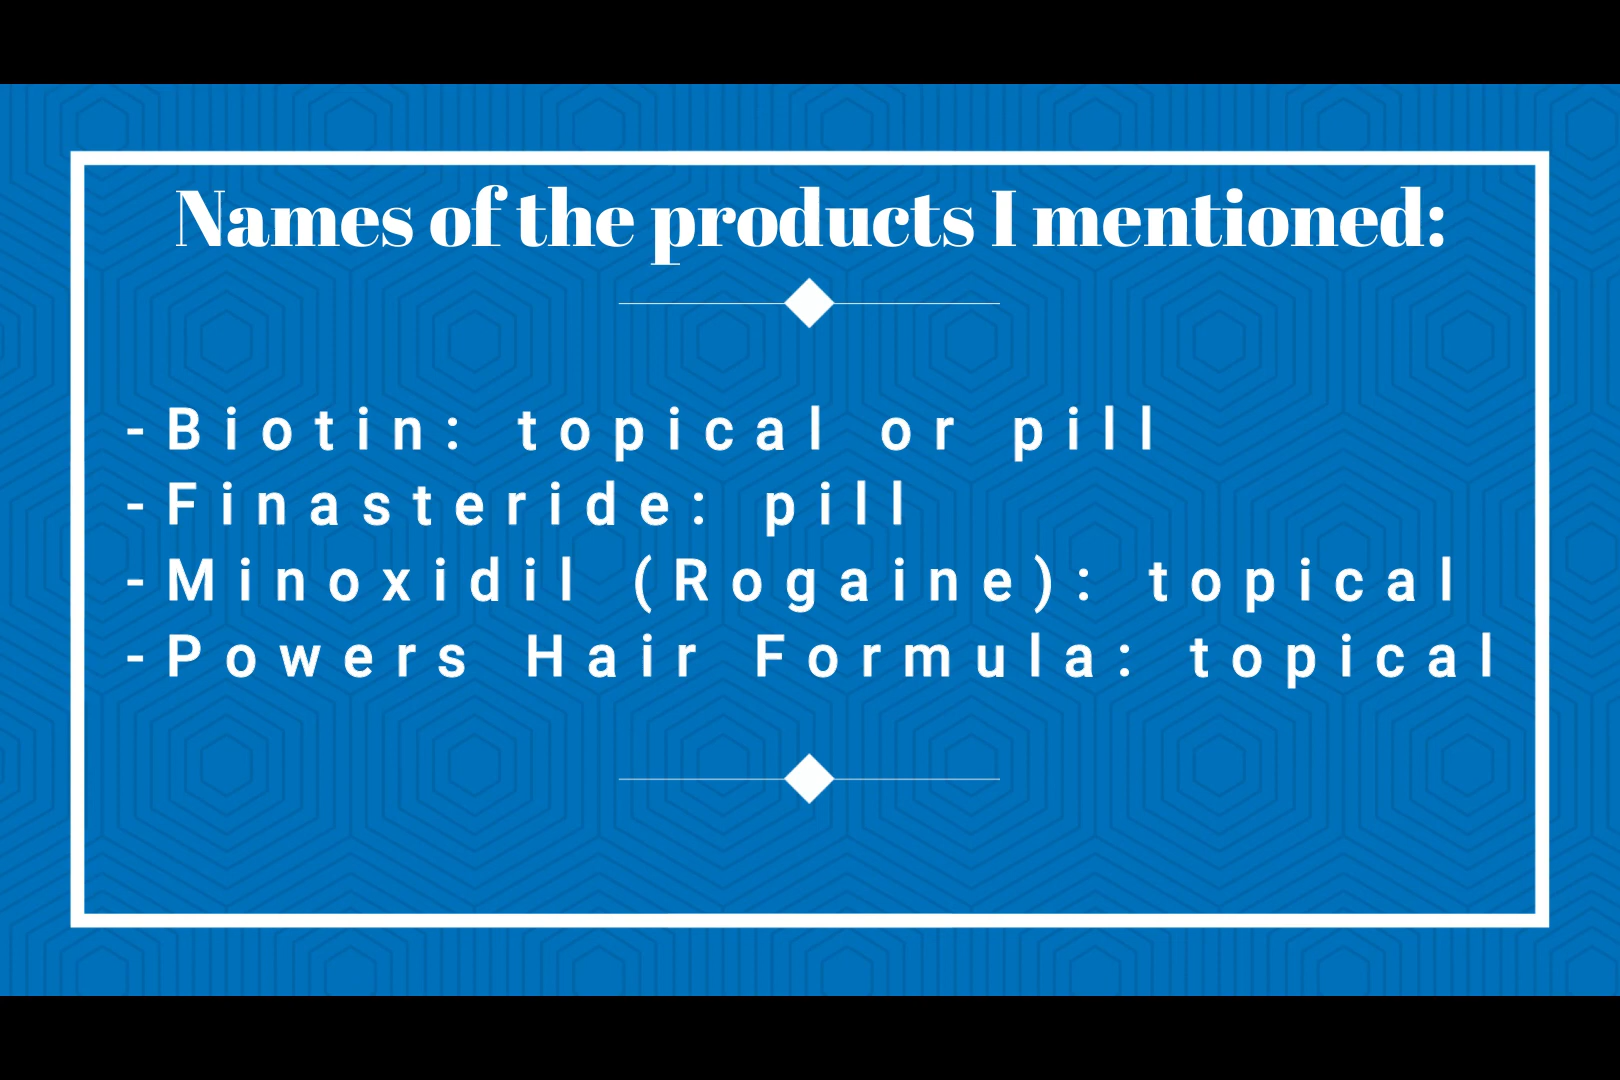 Names of the products I mentioned:
-Biotin: topical or pill
-Finasteride: pill
-Minoxidil (Rogaine): topical
-Powers Hair Formula: topical